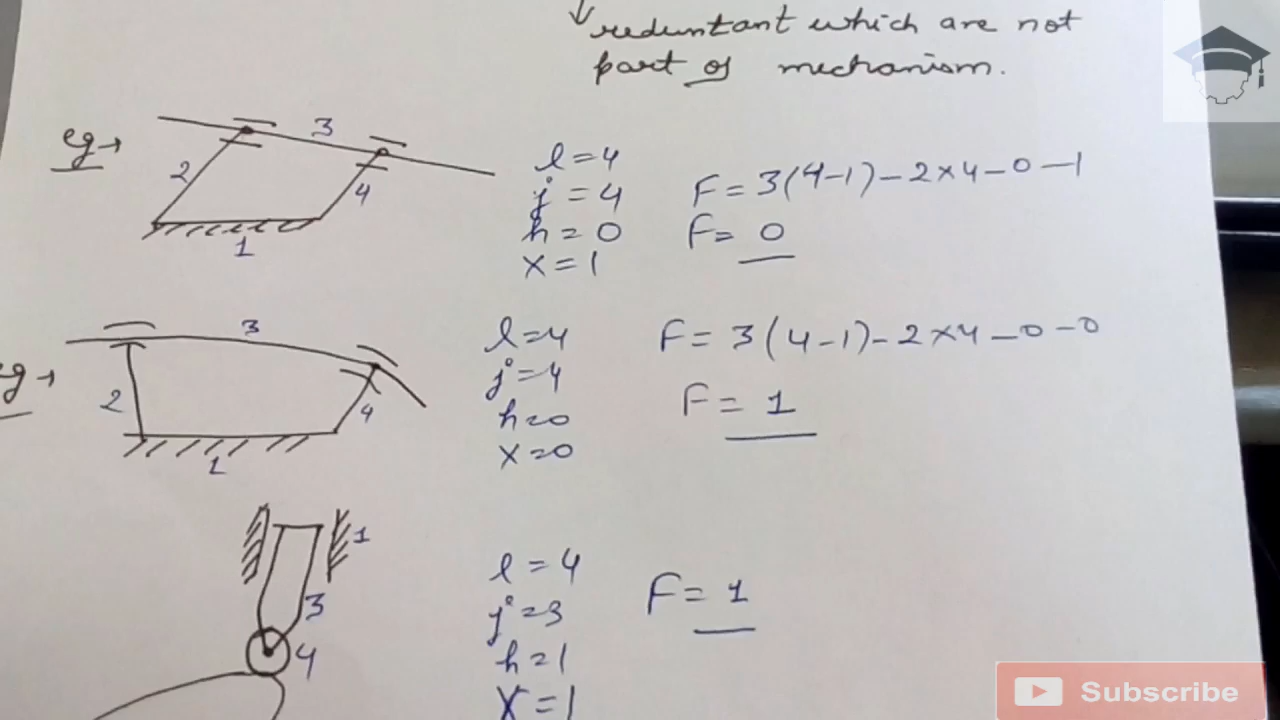 reduntant which are not
part of mechanism.
eg→
3
2
4
1
l=4
j=4
h=0
x=1
F=3(4-1)-2×4-0-1
F=0
eg→
3
2
4
1
l=4
j=4
h=0
x=0
F=3(4-1)-2×4-0-0
F=1
1
3
4
l=4
j=3
h=1
x=1
F=1
Subscribe